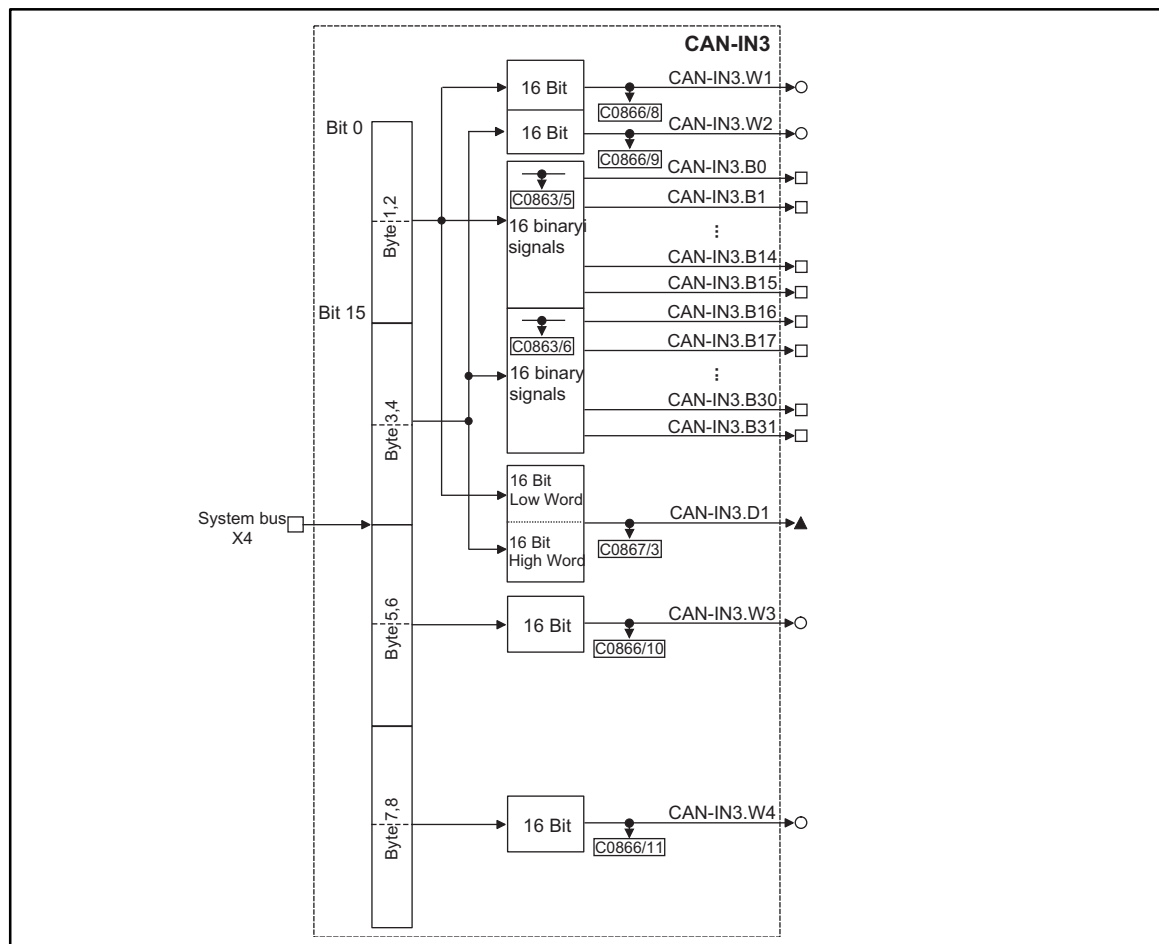 CAN-IN3
16 Bit
CAN-IN3.W1
C0866/8
Bit 0
16 Bit
CAN-IN3.W2
C0866/9
Byte 1,2
C0863/5
16 binaryi
signals
CAN-IN3.B0
CAN-IN3.B1
...
CAN-IN3.B14
CAN-IN3.B15
Bit 15
Byte 3,4
C0863/6
16 binary
signals
CAN-IN3.B16
CAN-IN3.B17
...
CAN-IN3.B30
CAN-IN3.B31
16 Bit
Low Word
16 Bit
High Word
CAN-IN3.D1
C0867/3
System bus
X4
Byte 5,6
16 Bit
CAN-IN3.W3
C0866/10
Byte 7,8
16 Bit
CAN-IN3.W4
C0866/11